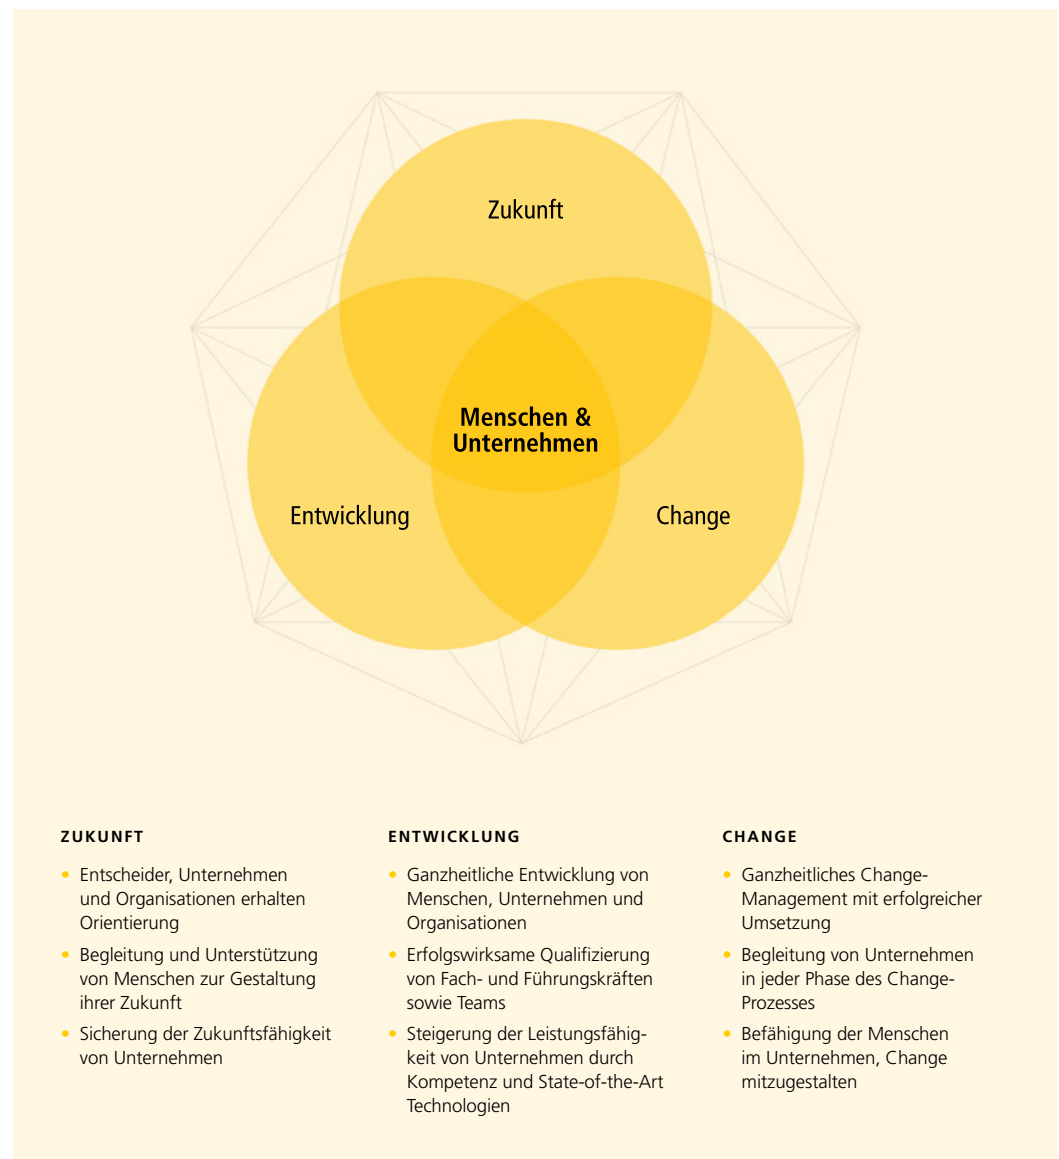 Zukunft
Menschen &
Unternehmen
Entwicklung
Change
ZUKUNFT
• Entscheider, Unternehmen
und Organisationen erhalten
Orientierung
• Begleitung und Unterstützung
von Menschen zur Gestaltung
ihrer Zukunft
• Sicherung der Zukunftsfähigkeit
von Unternehmen
ENTWICKLUNG
• Ganzheitliche Entwicklung von
Menschen, Unternehmen und
Organisationen
• Erfolgswirksame Qualifizierung
von Fach- und Führungskräften
sowie Teams
• Steigerung der Leistungsfähig-
keit von Unternehmen durch
Kompetenz und State-of-the-Art
Technologien
CHANGE
• Ganzheitliches Change-
Management mit erfolgreicher
Umsetzung
• Begleitung von Unternehmen
in jeder Phase des Change-
Prozesses
• Befähigung der Menschen
im Unternehmen, Change
mitzugestalten